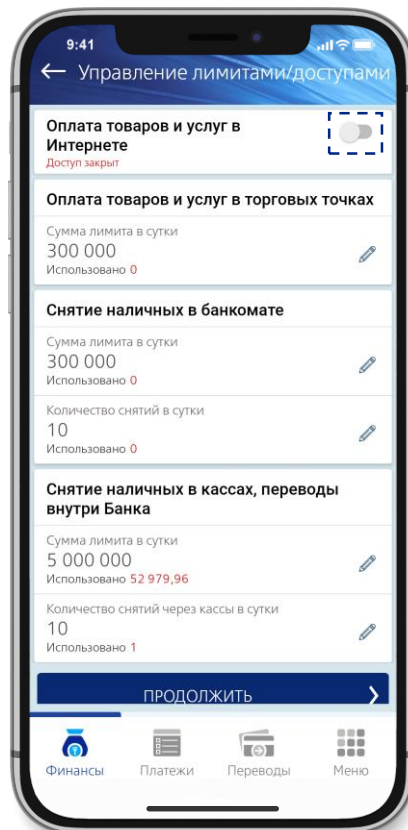 9:41
Управление лимитами/доступами
Оплата товаров и услуг в
Интернете
Доступ закрыт
Оплата товаров и услуг в торговых точках
Сумма лимита в сутки
300 000
Использовано 0
Снятие наличных в банкомате
Сумма лимита в сутки
300 000
Использовано 0
Количество снятий в сутки
10
Использовано 0
Снятие наличных в кассах, переводы
внутри Банка
Сумма лимита в сутки
5 000 000
Использовано 52 979,96
Количество снятий через кассы в сутки
10
Использовано 1
ПРОДОЛЖИТЬ
Финансы Платежи Переводы Меню